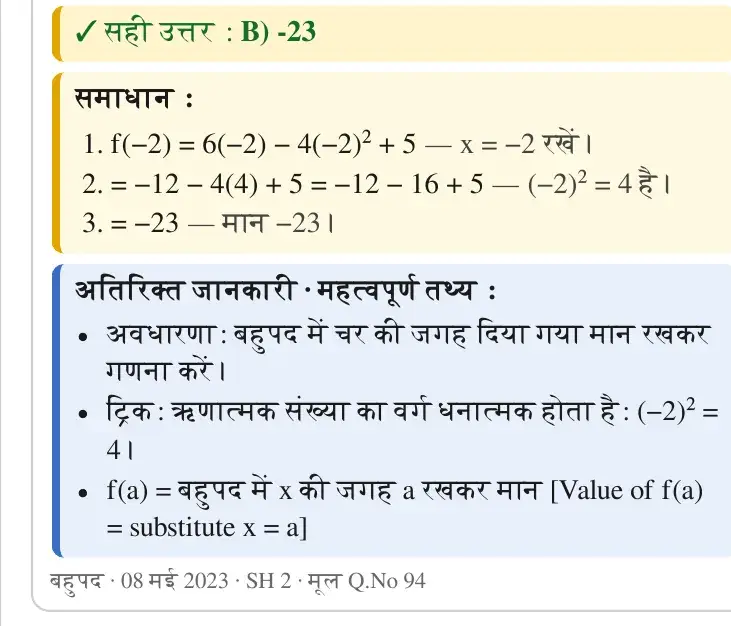 ✓ सही उत्तर : B) -23
समाधान :
1. f(−2) = 6(−2) − 4(−2)² + 5 — x = −2 रखें।
2. = −12 − 4(4) + 5 = −12 − 16 + 5 — (−2)² = 4 है।
3. = −23 — मान −23।
अतिरिक्त जानकारी · महत्वपूर्ण तथ्य :
• अवधारणा : बहुपद में चर की जगह दिया गया मान रखकर
गणना करें।
• ट्रिक : ऋणात्मक संख्या का वर्ग धनात्मक होता है : (−2)² =
4।
• f(a) = बहुपद में x की जगह a रखकर मान [Value of f(a)
= substitute x = a]
बहुपद · 08 मई 2023 · SH 2 · मूल Q.No 94